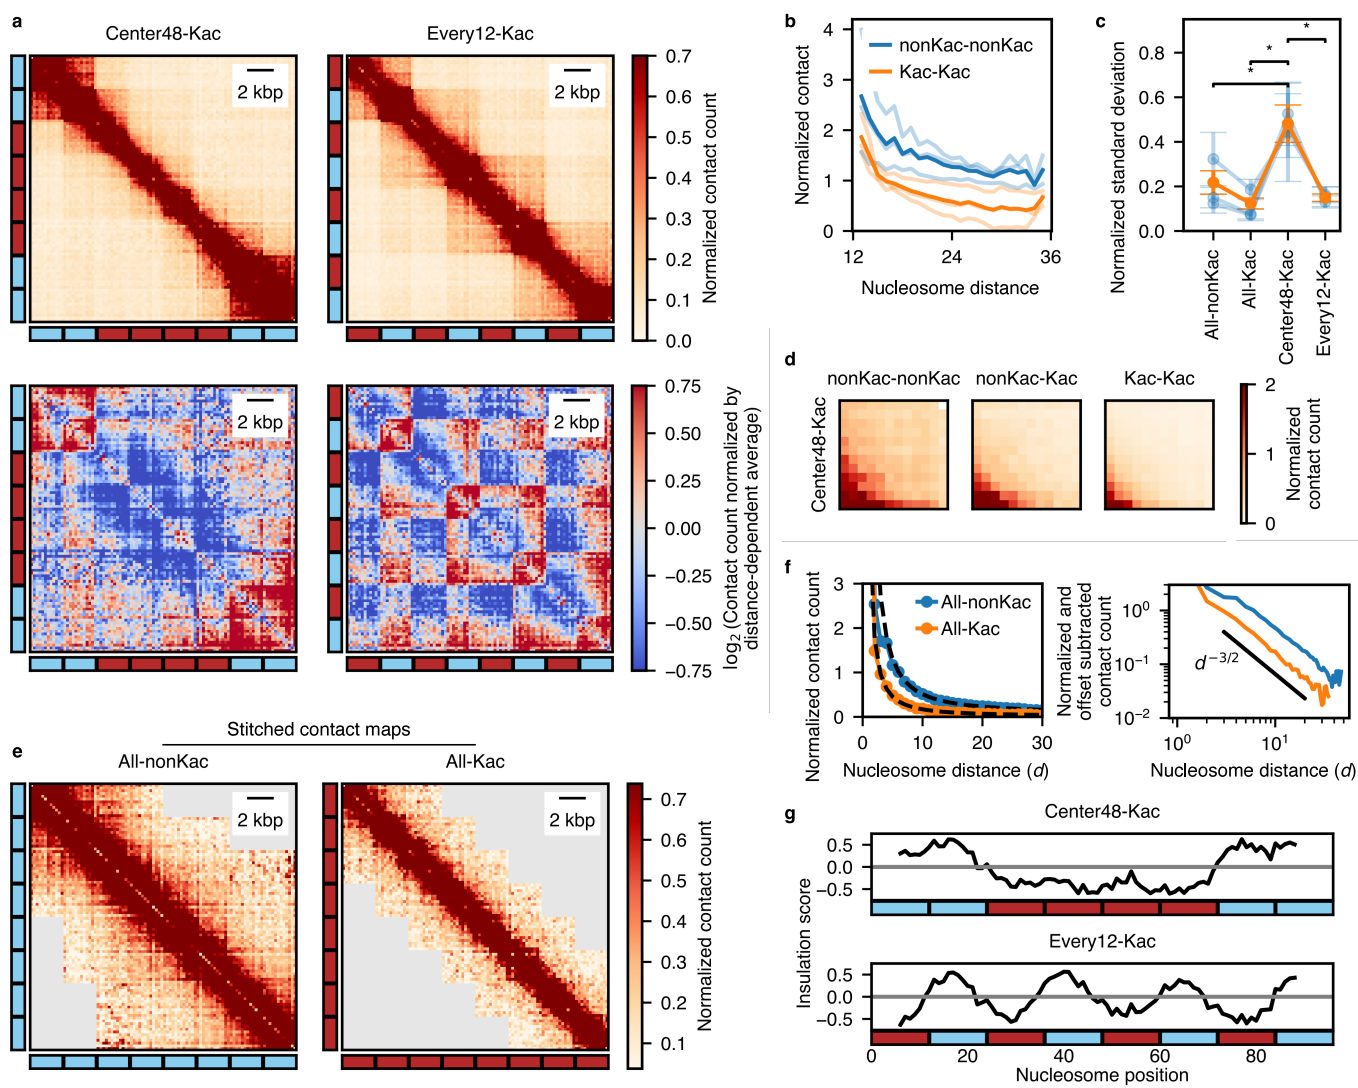 a
Center48-Kac
Every12-Kac
2 kbp
2 kbp
0.7
0.6
0.5
0.4
0.3
0.2
0.1
0.0
Normalized contact count
2 kbp
2 kbp
0.75
0.50
0.25
0.00
−0.25
−0.50
−0.75
log2 (Contact count normalized by
distance-dependent average)
b
4
3
2
1
0
Normalized contact
nonKac-nonKac
Kac-Kac
12
24
36
Nucleosome distance
c
0.8
0.6
0.4
0.2
0.0
Normalized standard deviation
*
*
*
All-nonKac
All-Kac
Center48-Kac
Every12-Kac
d
nonKac-nonKac
nonKac-Kac
Kac-Kac
Center48-Kac
2
1
0
Normalized
contact count
e
Stitched contact maps
All-nonKac
All-Kac
2 kbp
2 kbp
0.7
0.6
0.5
0.4
0.3
0.2
0.1
Normalized contact count
f
3
2
1
0
Normalized contact count
All-nonKac
All-Kac
0
10
20
30
Nucleosome distance (d)
Normalized and
offset subtracted
contact count
10⁰
10⁻¹
10⁻²
d⁻³/²
10⁰
10¹
Nucleosome distance (d)
g
Center48-Kac
0.5
0.0
−0.5
Insulation score
Every12-Kac
0.5
0.0
−0.5
0
20
40
60
80
Nucleosome position